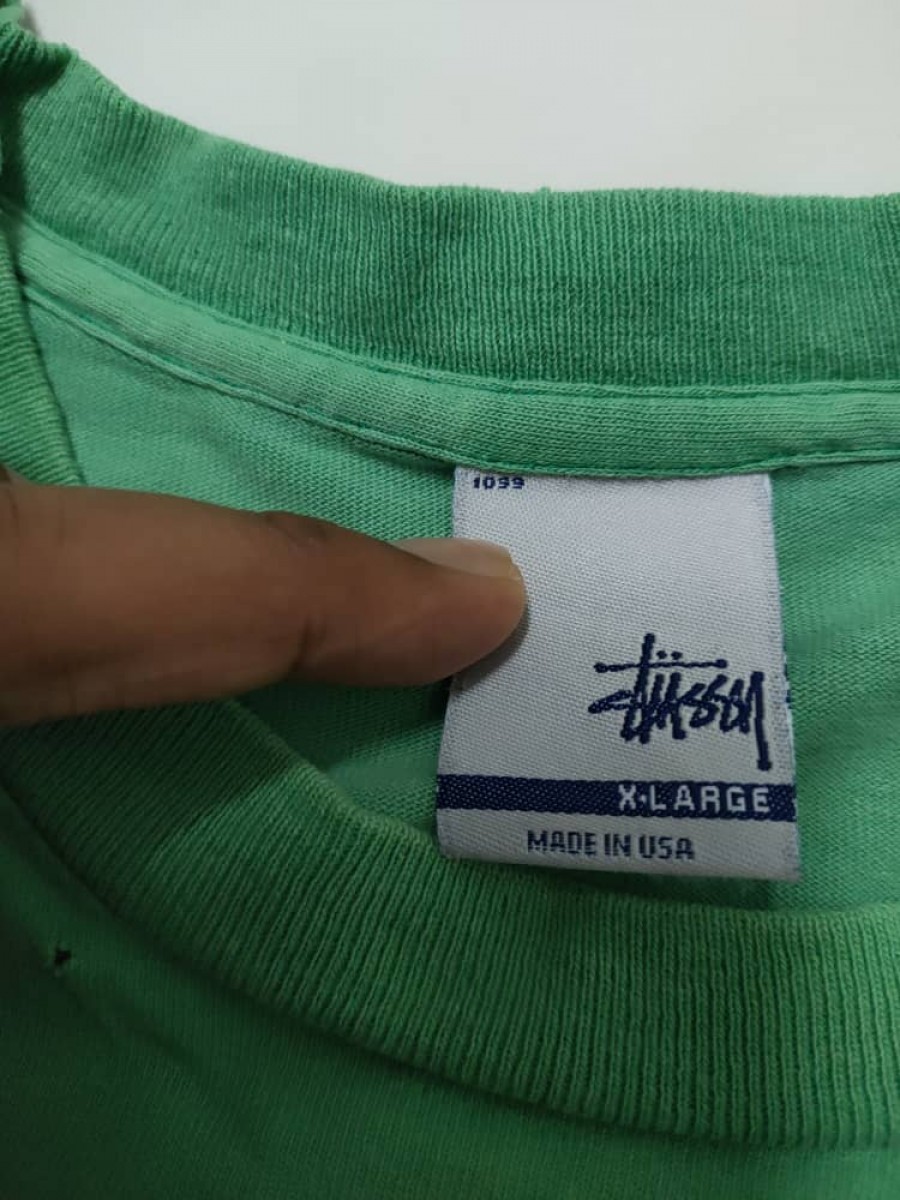 1099
Stüssy
X-LARGE
MADE IN USA